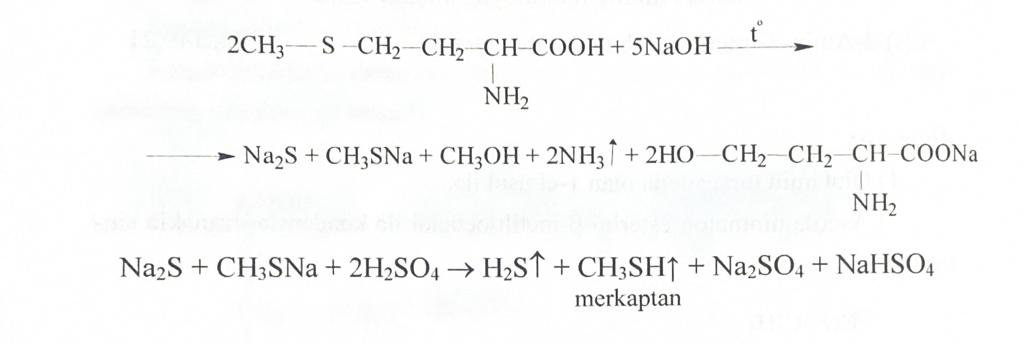 2CH₃—S—CH₂—CH₂—CH—COOH + 5NaOH t° →
NH₂
→ Na₂S + CH₃SNa + CH₃OH + 2NH₃↑ + 2HO—CH₂—CH₂—CH—COONa
NH₂
Na₂S + CH₃SNa + 2H₂SO₄ → H₂S↑ + CH₃SH↑ + Na₂SO₄ + NaHSO₄
merkaptan